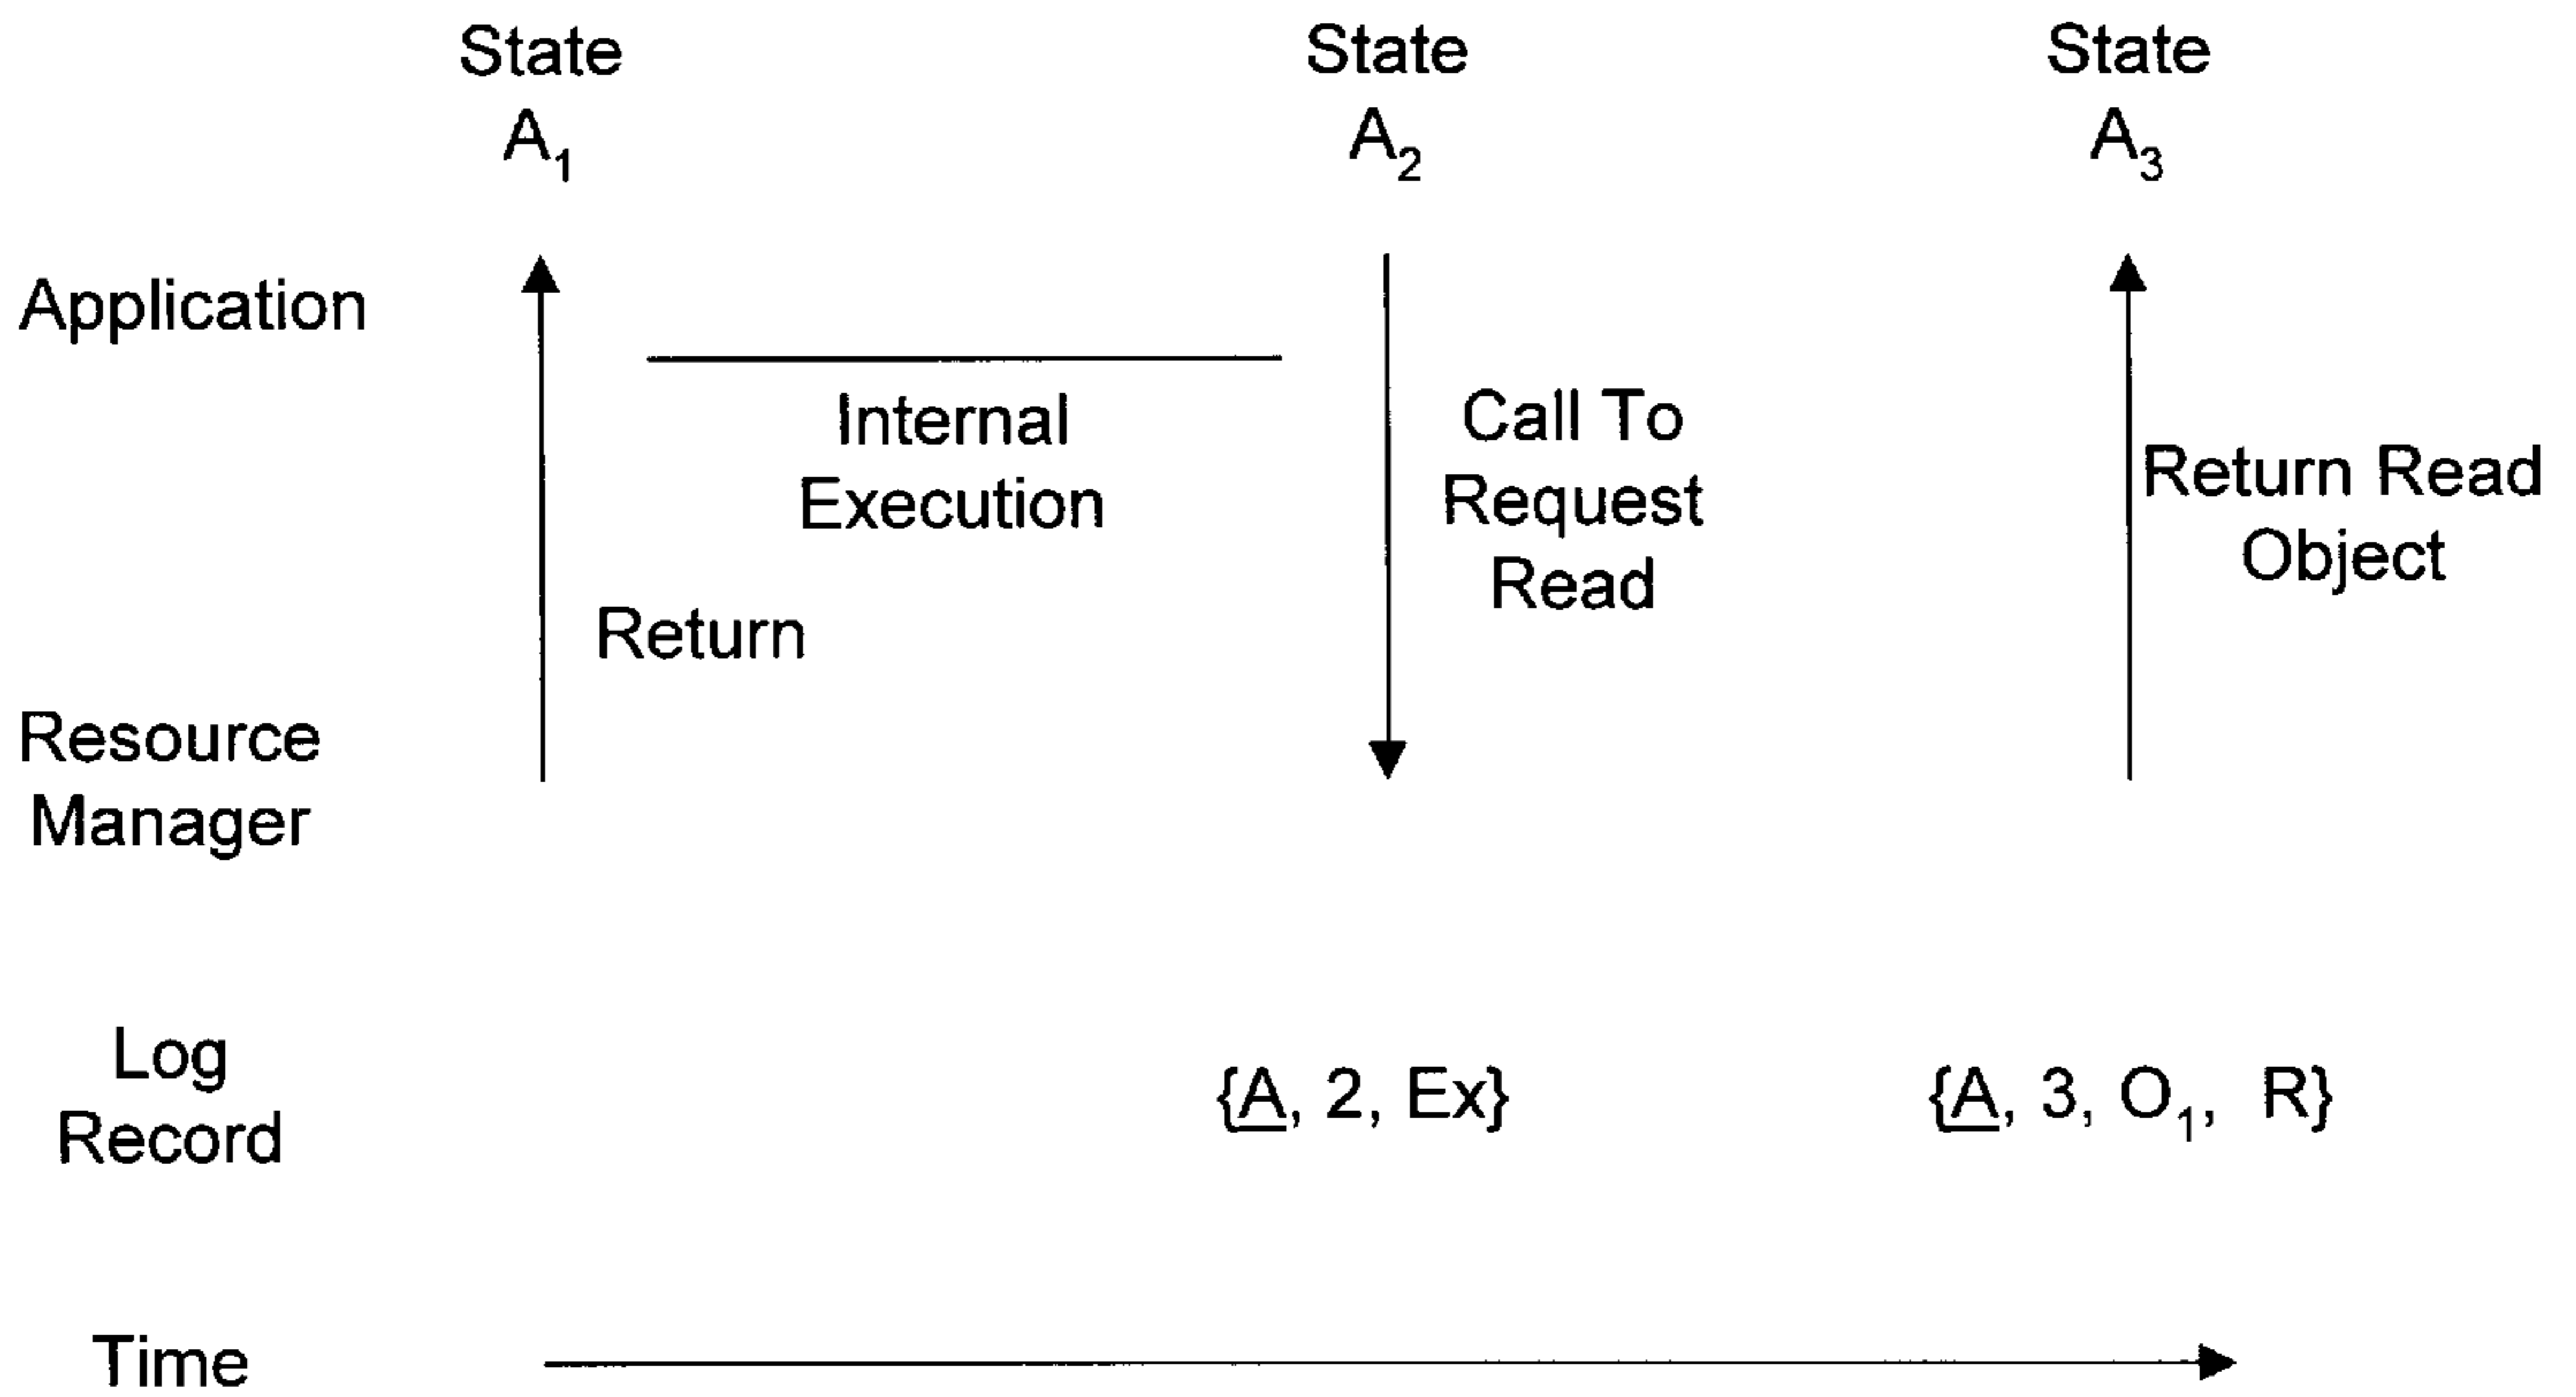 State
A₁
State
A₂
State
A₃
Application
Internal
Execution
Call To
Request
Read
Return Read
Object
Return
Resource
Manager
Log
Record
{A, 2, Ex}
{A, 3, O₁, R}
Time